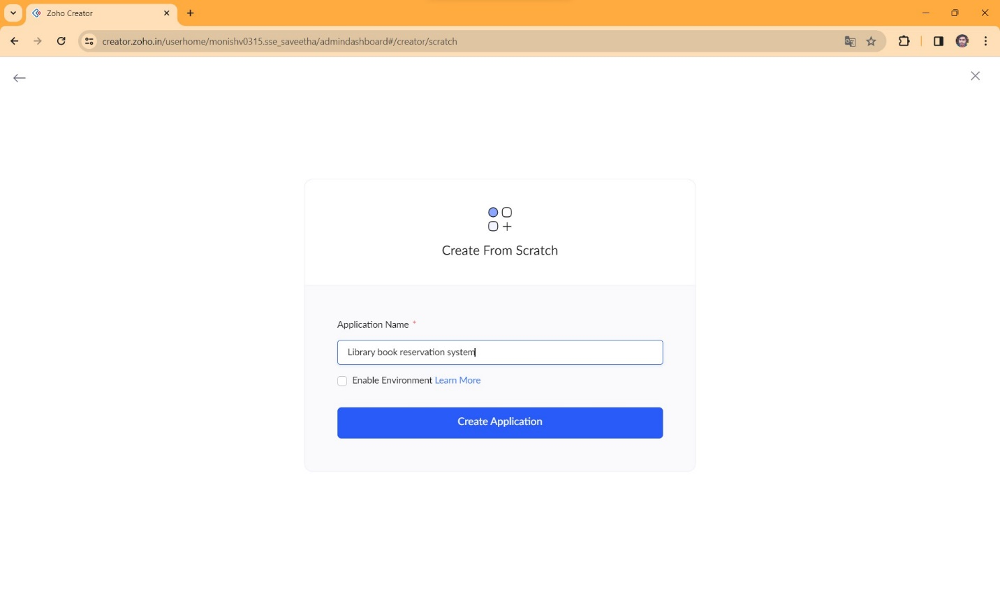 Zoho Creator
creator.zoho.in/userhome/monishv0315.sse_saveetha/admindashboard#/creator/scratch
Create From Scratch
Application Name *
Library book reservation system
Enable Environment Learn More
Create Application